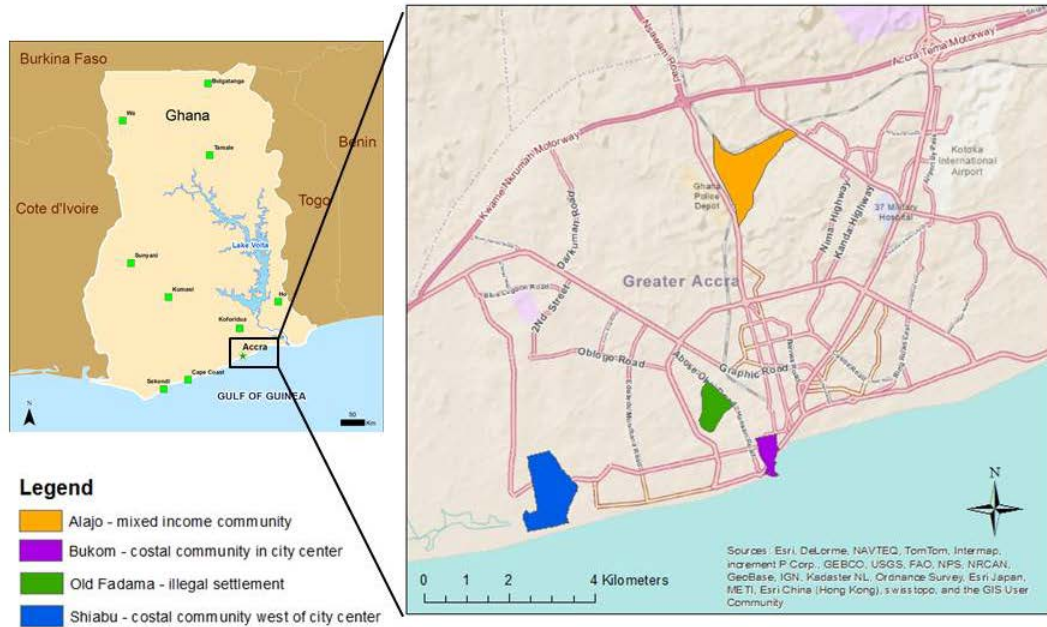 Burkina Faso
Bolgatanga
Ghana
Wa
Benin
Tamale
Cote d'Ivoire
Togo
Lake Volta
Sunyani
Kumasi
Ho
Koforidua
Accra
Cape Coast
Sekondi
GULF OF GUINEA
N
50
Km
Legend
Alajo - mixed income community
Bukom - costal community in city center
Old Fadama - illegal settlement
Shiabu - costal community west of city center
Nsawam Road
Accra Tema Motorway
Kwame Nkrumah Motorway
Kotoka
International
Airport
Airport By-Pass
Ghana
Police
Depot
37 Military
Hospital
Nima Highway
Kanda Highway
Darkuman Road
Greater Accra
2Nd. Street
Oblogo Road
Graphic Road
N
0 2 4 Kilometers
Sources: Esri, DeLorme, NAVTEQ, TomTom, Intermap,
increment P Corp., GEBCO, USGS, FAO, NPS, NRCAN,
GeoBase, IGN, Kadaster NL, Ordnance Survey, Esri Japan,
METI, Esri China (Hong Kong), swisstopo, and the GIS User
Community